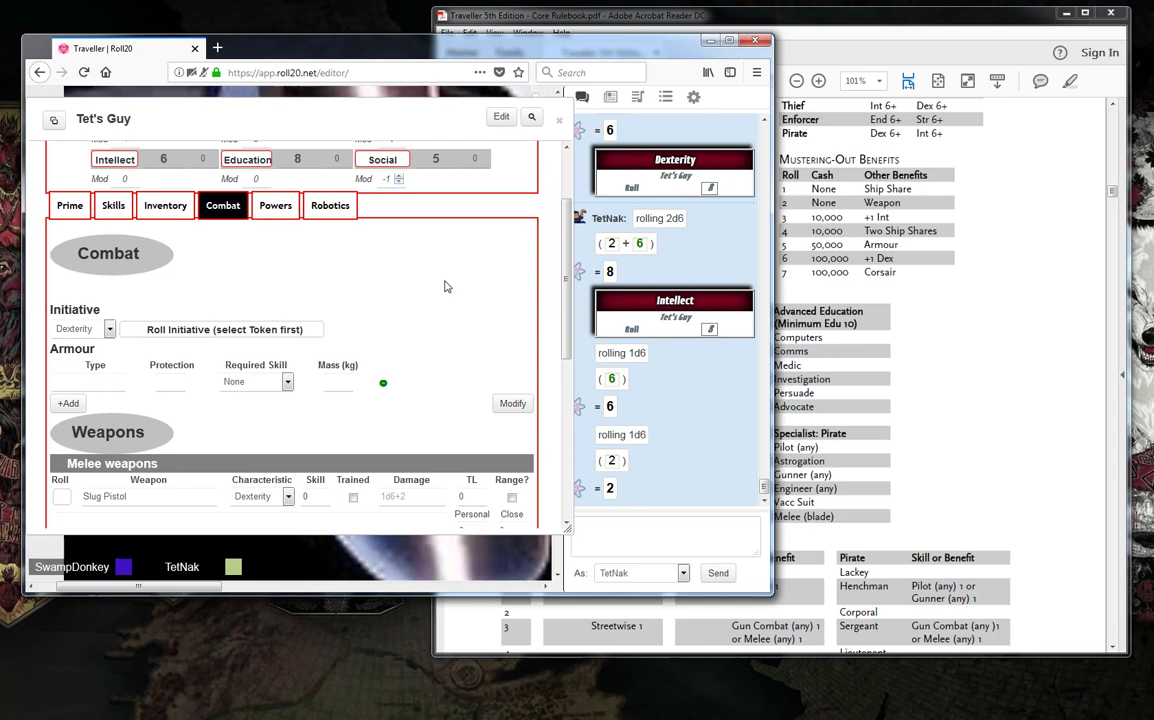 Traveller 5th Edition - Core Rulebook.pdf - Adobe Acrobat Reader DC
Traveller | Roll20
https://app.roll20.net/editor/
Search
Tet's Guy
Edit
Intellect 6 0 Education 8 0 Social 5 0
Mod 0 Mod 0 Mod -1
Prime Skills Inventory Combat Powers Robotics
Combat
Initiative
Dexterity Roll Initiative (select Token first)
Armour
Type Protection Required Skill Mass (kg)
None
+Add Modify
Weapons
Melee weapons
Roll Weapon Characteristic Skill Trained Damage TL Range?
Slug Pistol Dexterity 0 1d6+2 0
Personal Close
SwampDonkey TetNak
= 6
Dexterity
Tet's Guy
Roll 8
TetNak: rolling 2d6
( 2 + 6 )
= 8
Intellect
Tet's Guy
Roll 8
rolling 1d6
( 6 )
= 6
rolling 1d6
( 2 )
= 2
As: TetNak Send
File Edit View Window Help
Sign In
101%
Thief Int 6+ Dex 6+
Enforcer End 6+ Str 6+
Pirate Dex 6+ Int 6+
Mustering-Out Benefits
Roll Cash Other Benefits
1 None Ship Share
2 None Weapon
3 10,000 +1 Int
4 10,000 Two Ship Shares
5 50,000 Armour
6 100,000 +1 Dex
7 100,000 Corsair
Advanced Education
(Minimum Edu 10)
Computers
Comms
Medic
Investigation
Persuade
Advocate
Specialist: Pirate
Pilot (any)
Astrogation
Gunner (any)
Engineer (any)
Vacc Suit
Melee (blade)
enefit Pirate Skill or Benefit
Lackey
Henchman Pilot (any) 1 or
Gunner (any) 1
2 Corporal
3 Streetwise 1 Gun Combat (any) 1 Sergeant Gun Combat (any )1
or Melee (any) 1 or Melee (any) 1
Lieutenant